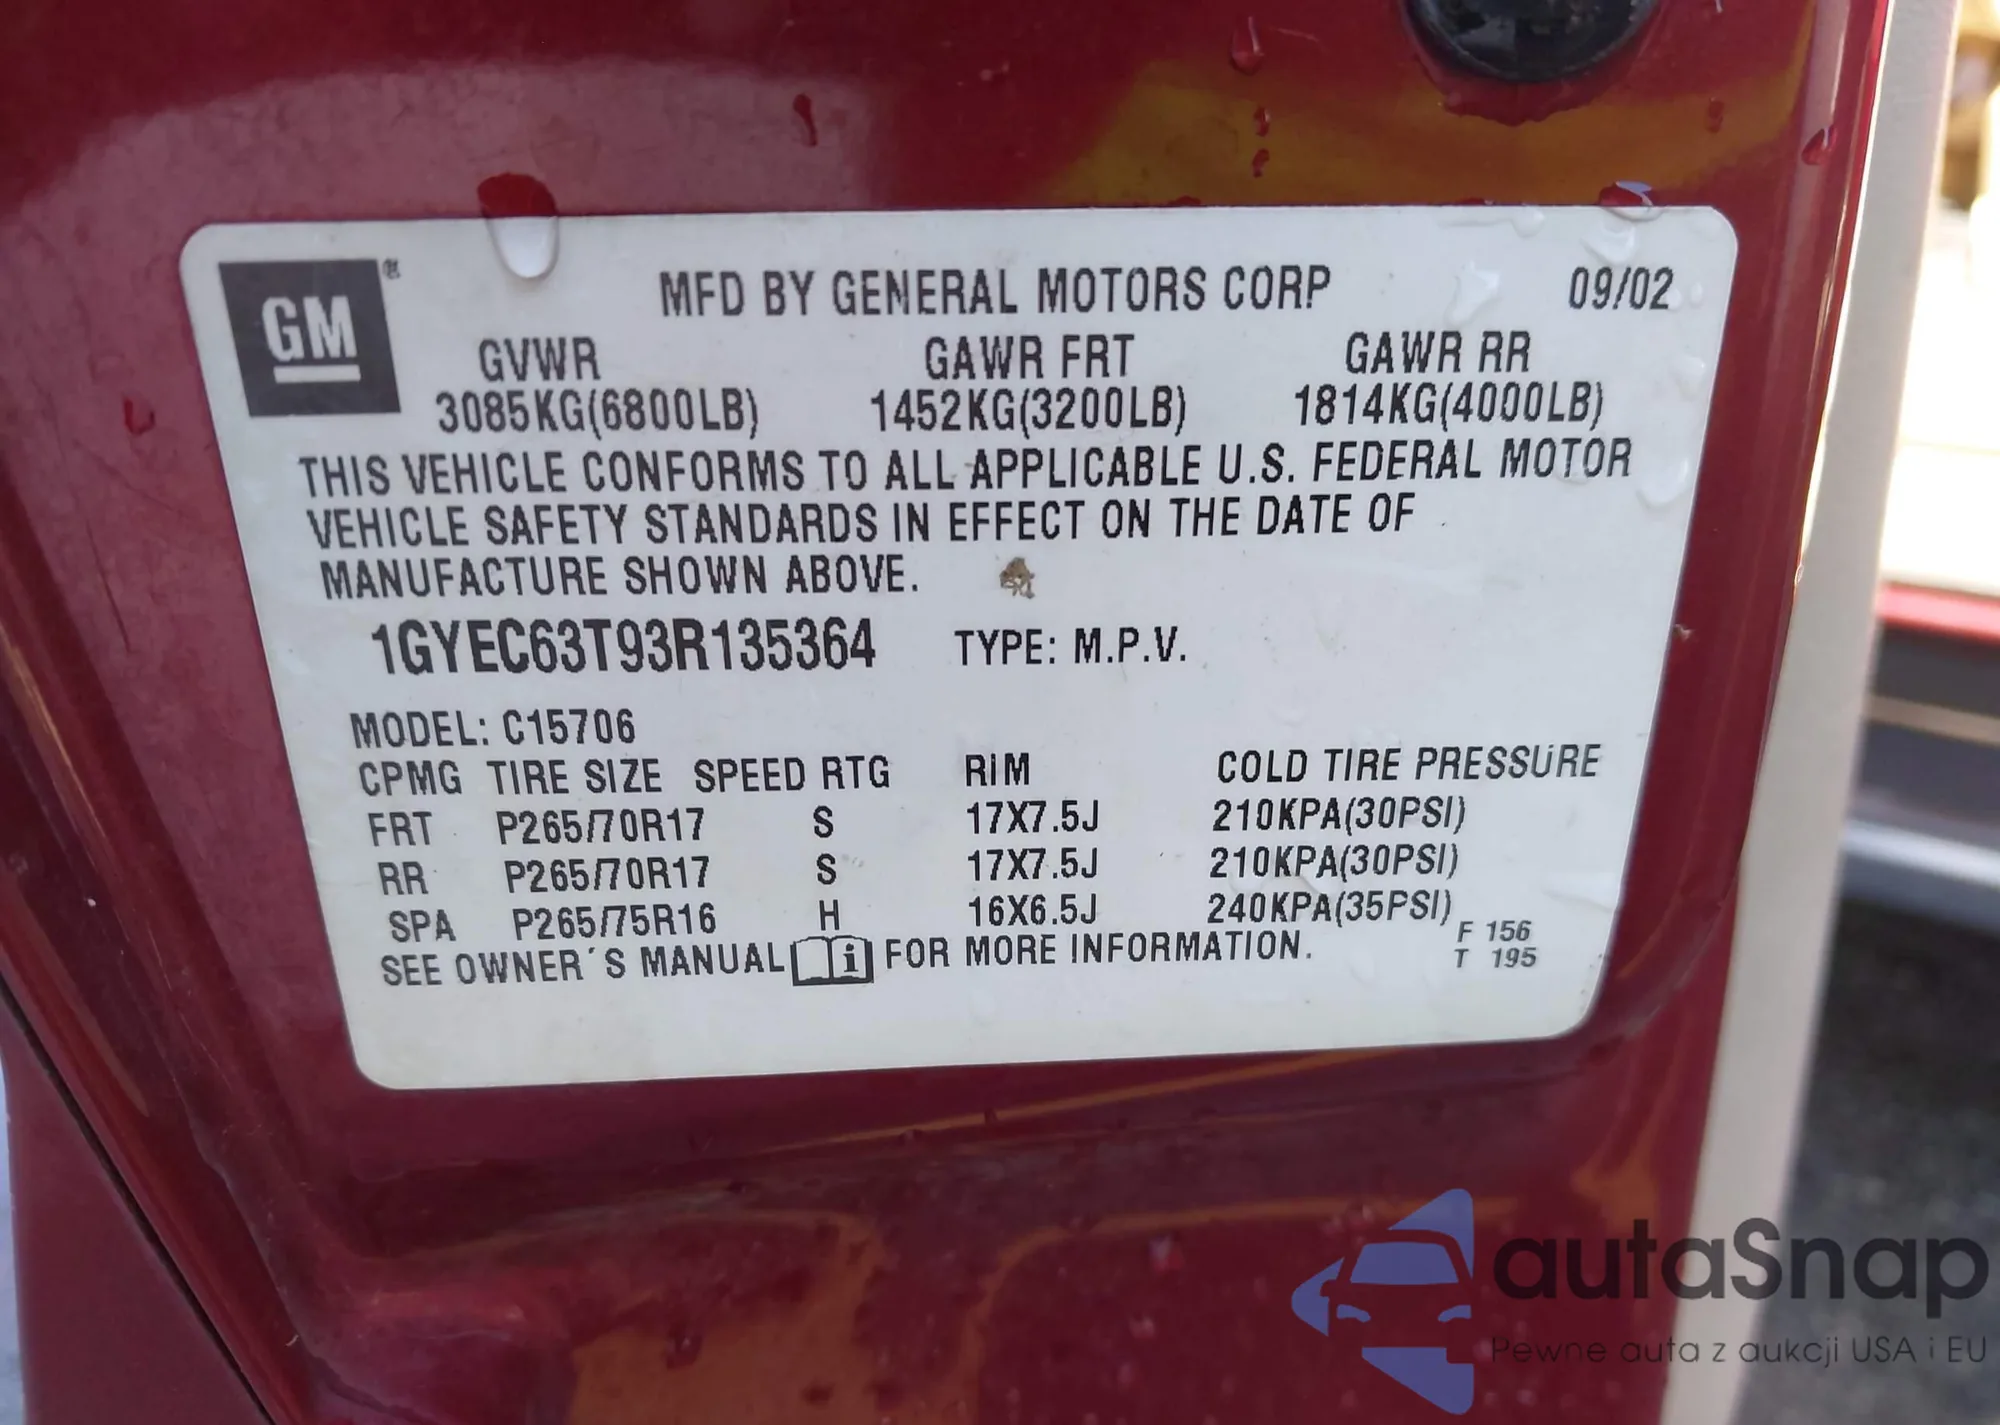 GM ®
MFD BY GENERAL MOTORS CORP 09/02
GVWR GAWR FRT GAWR RR
3085KG(6800LB) 1452KG(3200LB) 1814KG(4000LB)
THIS VEHICLE CONFORMS TO ALL APPLICABLE U.S. FEDERAL MOTOR
VEHICLE SAFETY STANDARDS IN EFFECT ON THE DATE OF
MANUFACTURE SHOWN ABOVE.
1GYEC63T93R135364 TYPE: M.P.V.
MODEL: C15706
CPMG TIRE SIZE SPEED RTG RIM COLD TIRE PRESSURE
FRT P265/70R17 S 17X7.5J 210KPA(30PSI)
RR P265/70R17 S 17X7.5J 210KPA(30PSI)
SPA P265/75R16 H 16X6.5J 240KPA(35PSI)
SEE OWNER´S MANUAL i FOR MORE INFORMATION.
F 156
T 195
autaSnap
Pewne auta z aukcji USA i EU